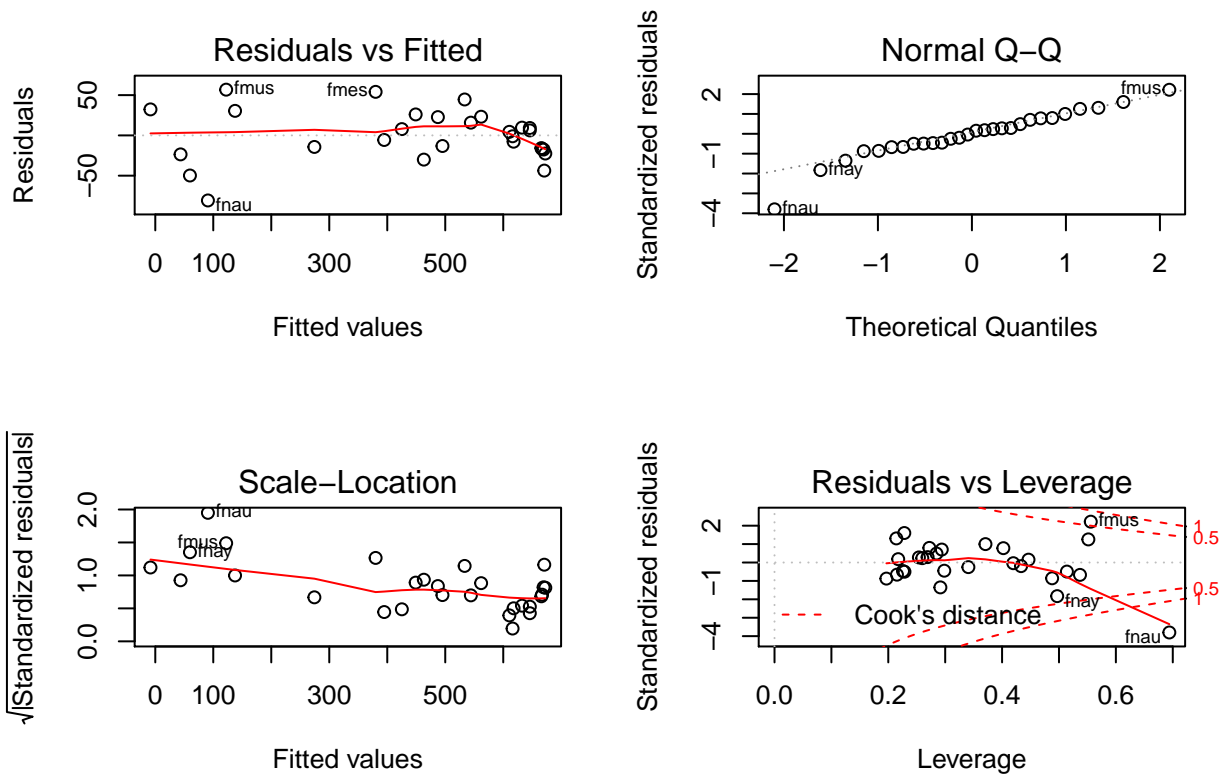 Residuals vs Fitted
Residuals
50
−50
fmus
fmes
fnau
0 100 300 500
Fitted values
Normal Q−Q
Standardized residuals
2
−1
−4
fmus
fnay
fnau
−2 −1 0 1 2
Theoretical Quantiles
Scale−Location
√|Standardized residuals|
2.0
1.0
0.0
fnau
fmus
fnay
0 100 300 500
Fitted values
Residuals vs Leverage
Standardized residuals
2
−1
−4
fmus
1
0.5
0.5
1
Cook's distance
fnay
fnau
0.0 0.2 0.4 0.6
Leverage